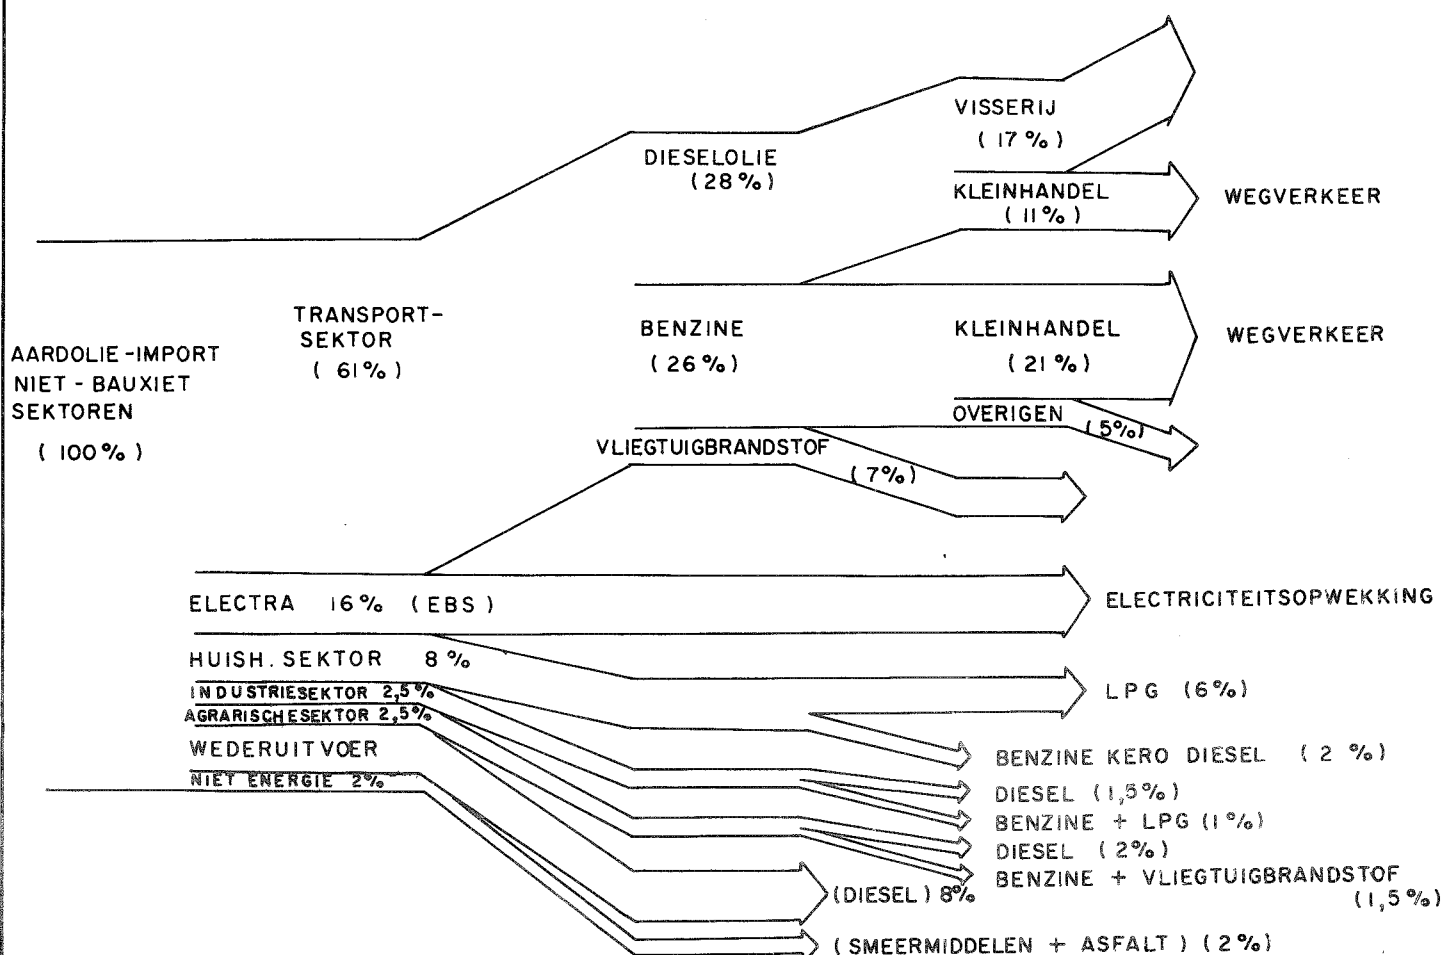 VISSERIJ
( 17 % )
DIESELOLIE
( 28 % )
KLEINHANDEL
( 11 % )
WEGVERKEER
TRANSPORT-
SEKTOR
( 61% )
BENZINE
( 26 % )
KLEINHANDEL
( 21 % )
WEGVERKEER
AARDOLIE-IMPORT
NIET - BAUXIET
SEKTOREN
( 100 % )
OVERIGEN
( 5% )
VLIEGTUIGBRANDSTOF
( 7% )
ELECTRA 16 % ( EBS )
ELECTRICITEITSOPWEKKING
HUISH. SEKTOR 8 %
LPG (6%)
INDUSTRIESEKTOR 2,5%
AGRARISCHESEKTOR 2,5%
WEDERUITVOER
NIET ENERGIE 2%
BENZINE KERO DIESEL ( 2 % )
DIESEL (1,5%)
BENZINE + LPG (1%)
DIESEL ( 2% )
BENZINE + VLIEGTUIGBRANDSTOF
(1,5%)
(DIESEL) 8%
( SMEERMIDDELEN + ASFALT ) ( 2% )